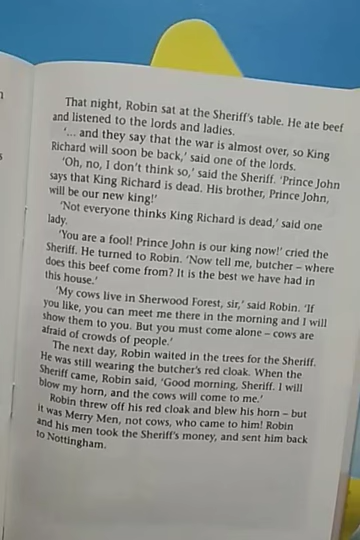 That night, Robin sat at the Sheriff's table. He ate beef
and listened to the lords and ladies.
'... and they say that the war is almost over, so King
Richard will soon be back,' said one of the lords.
'Oh, no, I don't think so,' said the Sheriff. 'Prince John
says that King Richard is dead. His brother, Prince John,
will be our new king!'
'Not everyone thinks King Richard is dead,' said one
lady.
'You are a fool! Prince John is our king now!' cried the
Sheriff. He turned to Robin. 'Now tell me, butcher – where
does this beef come from? It is the best we have had in
this house.'
'My cows live in Sherwood Forest, sir,' said Robin. 'If
you like, you can meet me there in the morning and I will
show them to you. But you must come alone – cows are
afraid of crowds of people.'
The next day, Robin waited in the trees for the Sheriff.
He was still wearing the butcher's red cloak. When the
Sheriff came, Robin said, 'Good morning, Sheriff. I will
blow my horn, and the cows will come to me.'
Robin threw off his red cloak and blew his horn – but
it was Merry Men, not cows, who came to him! Robin
and his men took the Sheriff's money, and sent him back
to Nottingham.